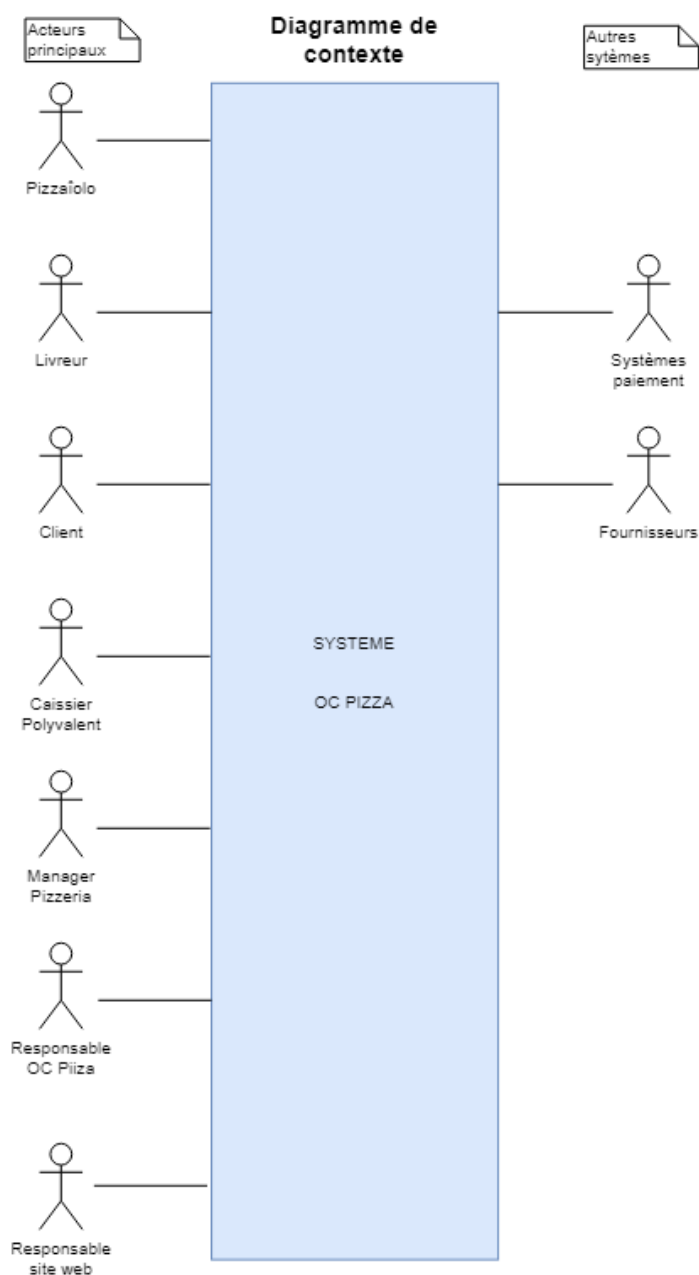 Acteurs
principaux
Diagramme de
contexte
Autres
sytèmes
Pizzaîolo
Livreur
Systèmes
paiement
Client
Fournisseurs
SYSTEME
OC PIZZA
Caissier
Polyvalent
Manager
Pizzeria
Responsable
OC Piiza
Responsable
site web